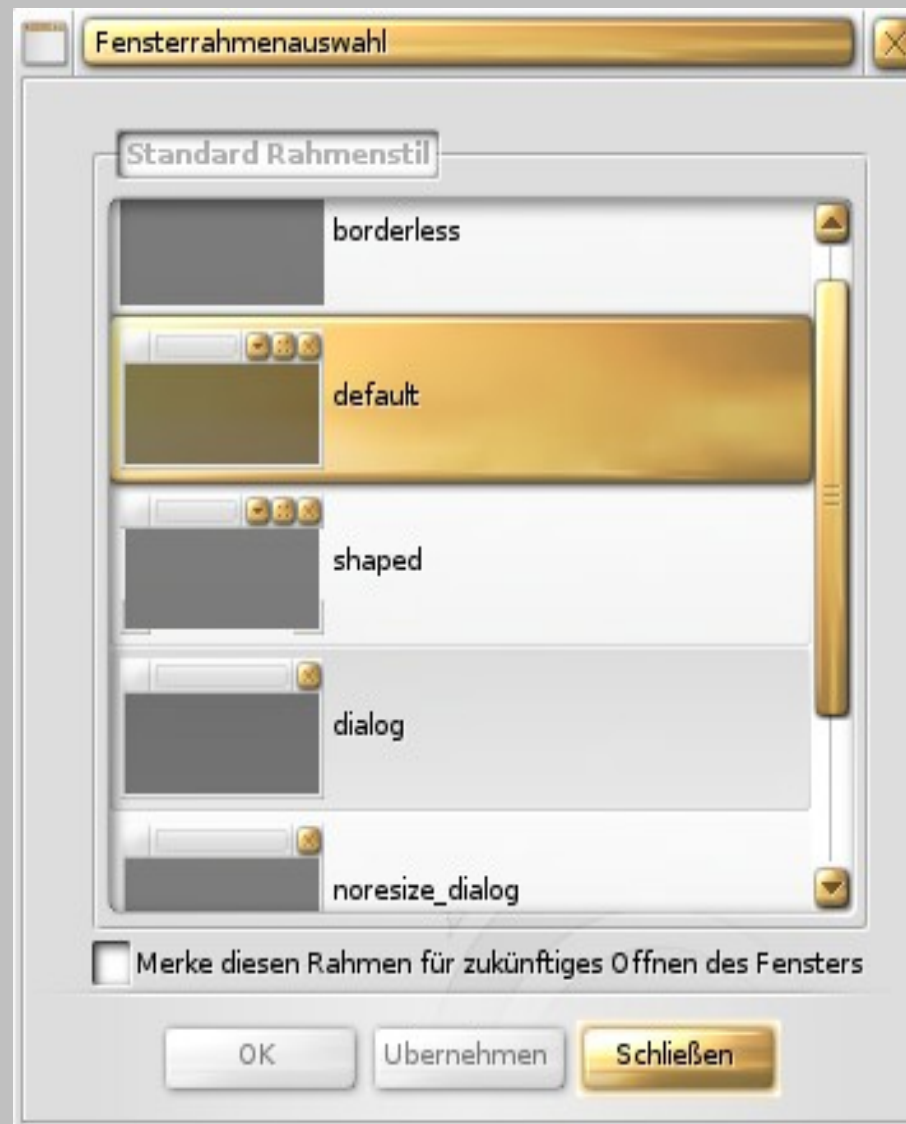 Fensterrahmenauswahl
Standard Rahmenstil
borderless
default
shaped
dialog
noresize_dialog
Merke diesen Rahmen für zukünftiges Offnen des Fensters
OK
Ubernehmen
Schließen